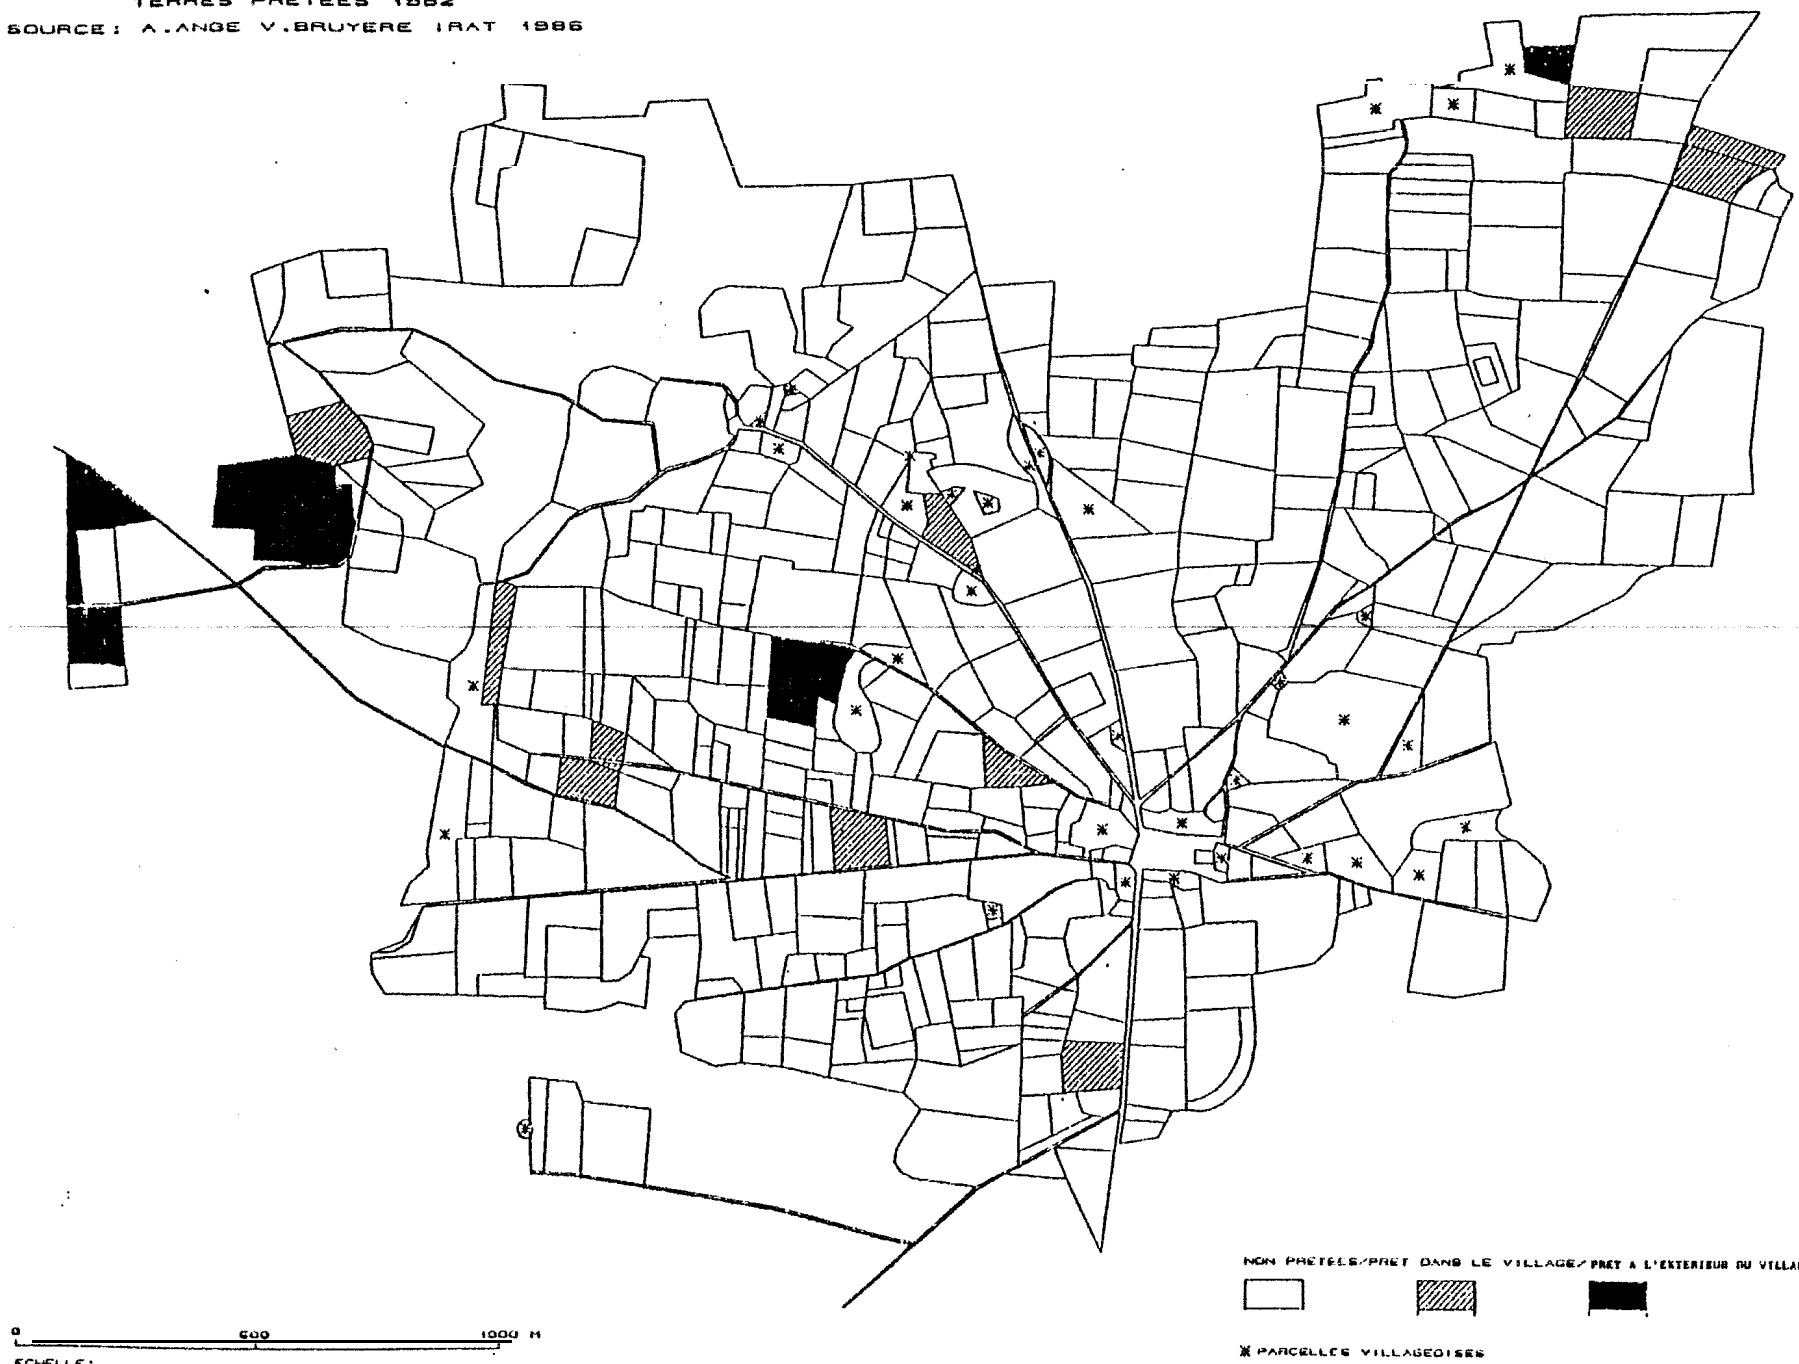 TERRES PRETEES 1982
SOURCE: A.ANGE V.BRUYERE IRAT 1986
NON PRETEES/PRET DANS LE VILLAGE/PRET A L'EXTERIEUR DU VILLA
0 500 1000 M
ECHELLE:
* PARCELLES VILLAGEOISES